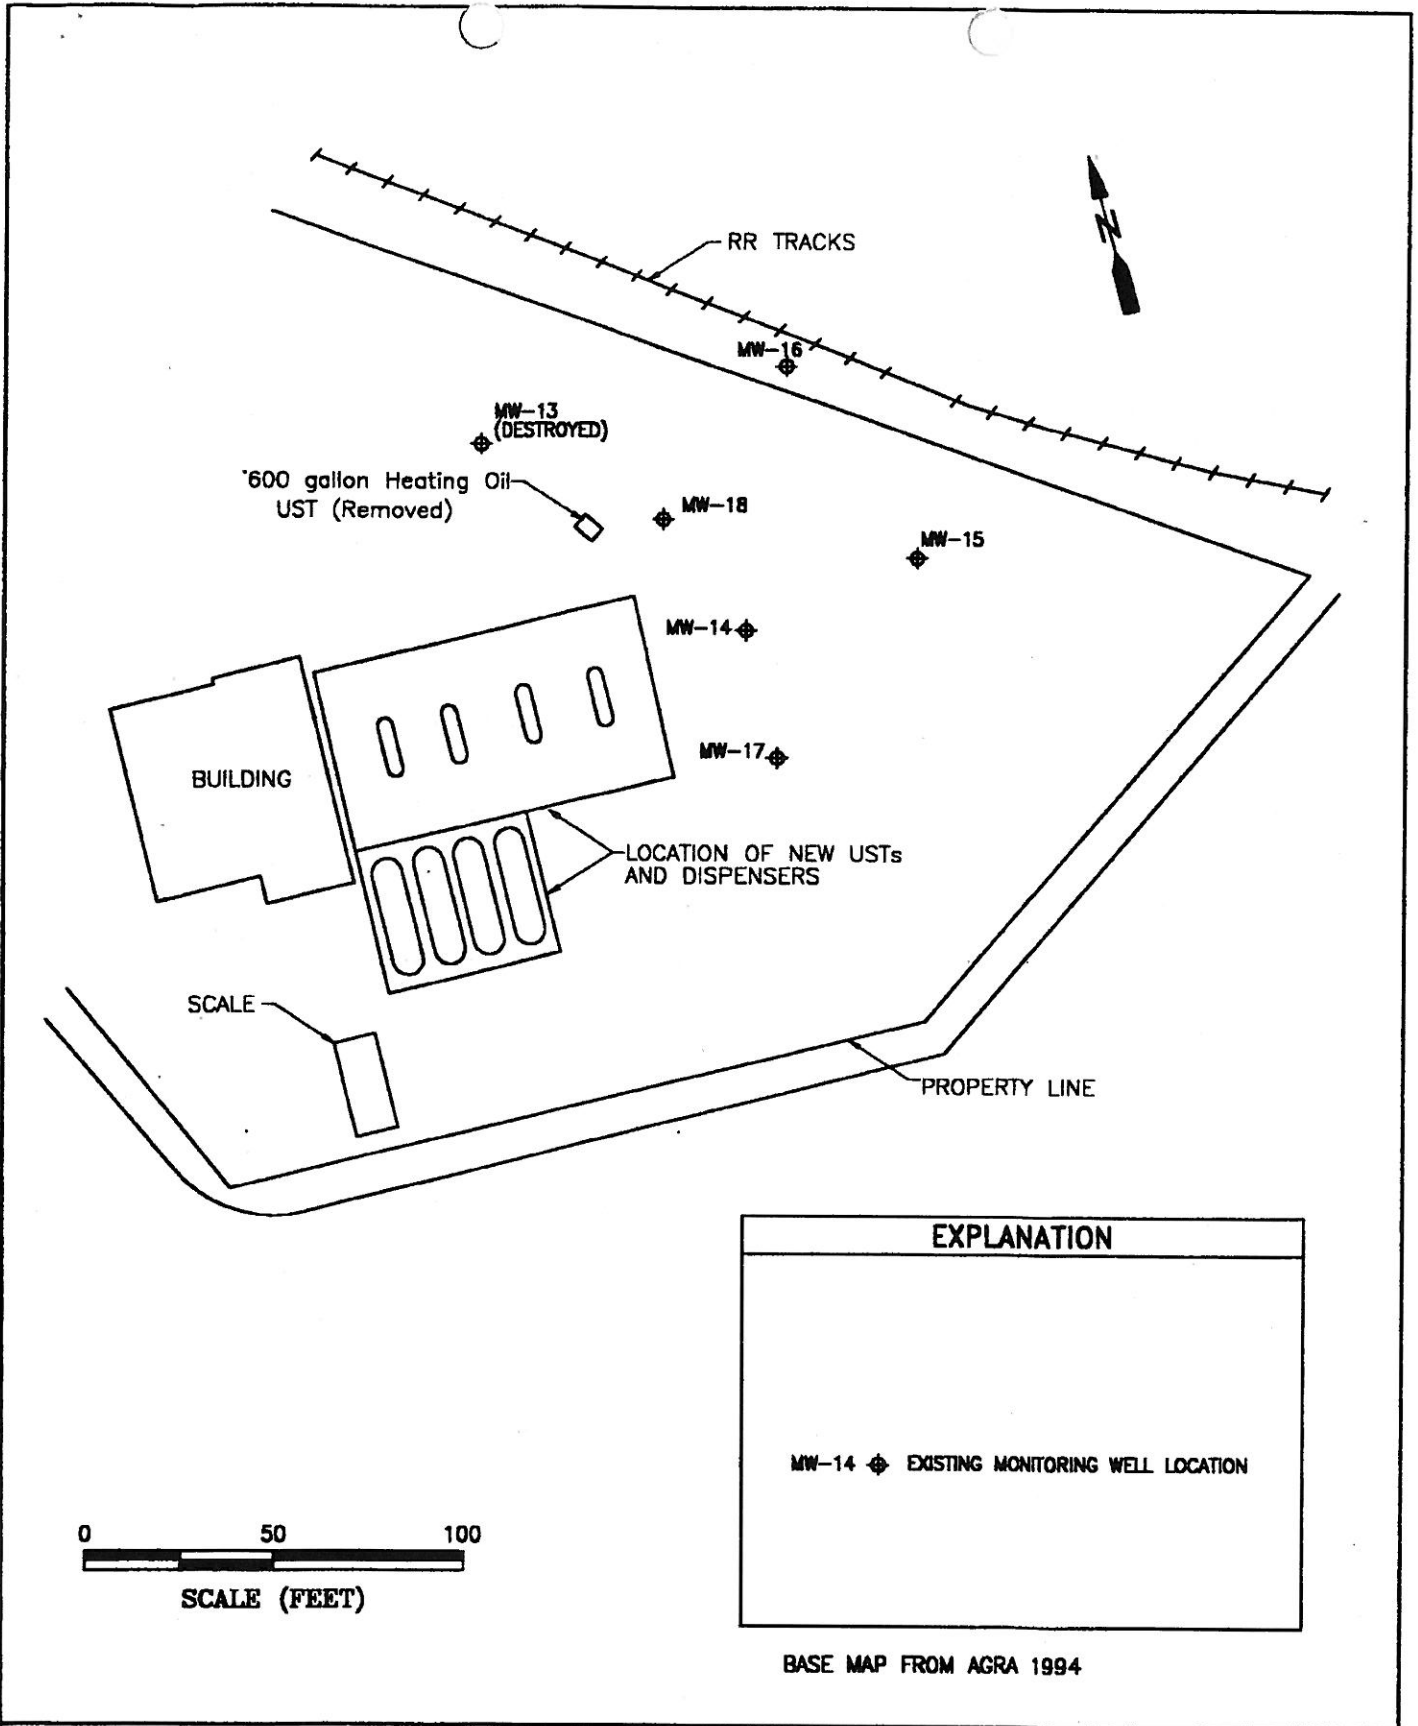 RR TRACKS
N
MW-16
MW-13
(DESTROYED)
600 gallon Heating Oil
UST (Removed)
MW-18
MW-15
MW-14
MW-17
BUILDING
LOCATION OF NEW USTs
AND DISPENSERS
SCALE
PROPERTY LINE
EXPLANATION
MW-14 EXISTING MONITORING WELL LOCATION
0 50 100
SCALE (FEET)
BASE MAP FROM AGRA 1994